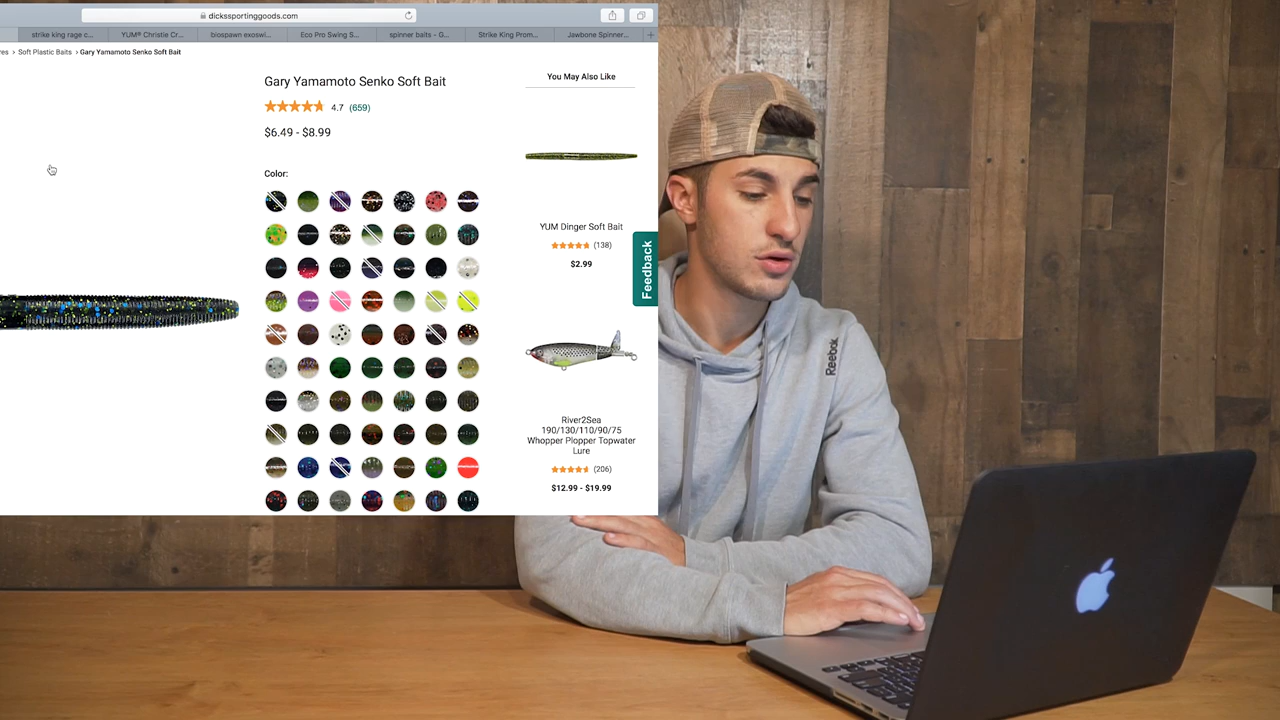 dickssportinggoods.com
strike king rage c...
YUM® Christie Cr...
biospawn exoswi...
Eco Pro Swing S...
spinner baits - G...
Strike King Prom...
Jawbone Spinner...
res > Soft Plastic Baits > Gary Yamamoto Senko Soft Bait
Gary Yamamoto Senko Soft Bait
4.7 (659)
$6.49 - $8.99
Color:
You May Also Like
YUM Dinger Soft Bait
(138)
$2.99
Feedback
River2Sea
190/130/110/90/75
Whopper Plopper Topwater
Lure
(206)
$12.99 - $19.99
Reebok